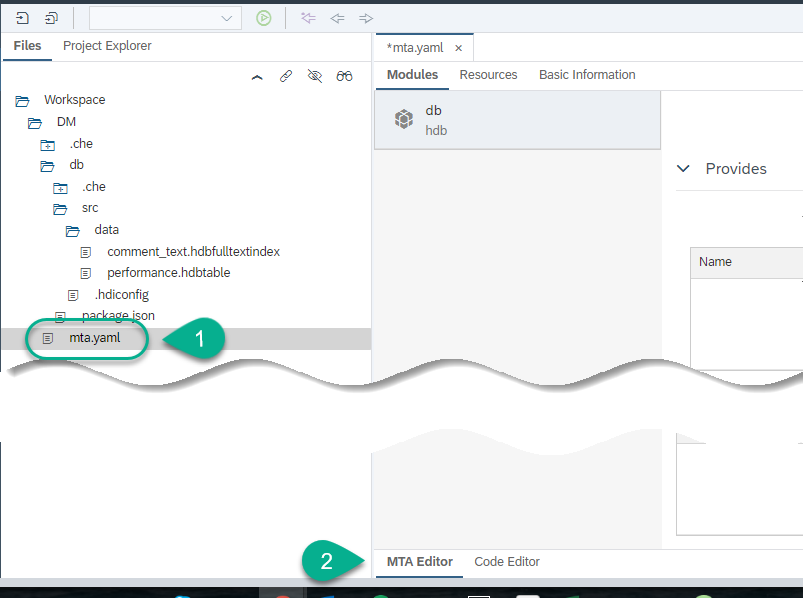 Files Project Explorer
*mta.yaml ×
Modules Resources Basic Information
Workspace
DM
.che
db
.che
src
data
comment_text.hdbfulltextindex
performance.hdbtable
.hdiconfig
package.json
mta.yaml
1
db
hdb
Provides
Name
2
MTA Editor Code Editor